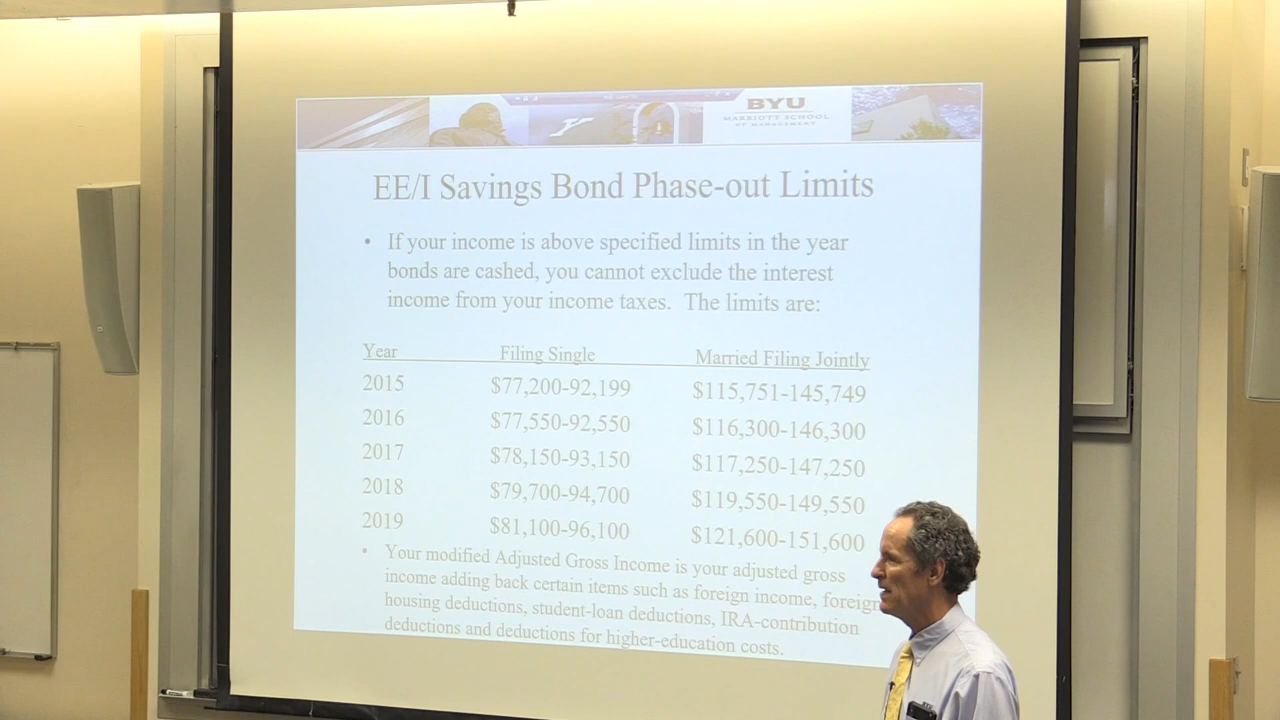 Y
BYU
MARRIOTT SCHOOL
OF MANAGEMENT
EE/I Savings Bond Phase-out Limits
• If your income is above specified limits in the year
bonds are cashed, you cannot exclude the interest
income from your income taxes. The limits are:
Year Filing Single Married Filing Jointly
2015 $77,200-92,199 $115,751-145,749
2016 $77,550-92,550 $116,300-146,300
2017 $78,150-93,150 $117,250-147,250
2018 $79,700-94,700 $119,550-149,550
2019 $81,100-96,100 $121,600-151,600
• Your modified Adjusted Gross Income is your adjusted gross
income adding back certain items such as foreign income, foreign
housing deductions, student-loan deductions, IRA-contribution
deductions and deductions for higher-education costs.